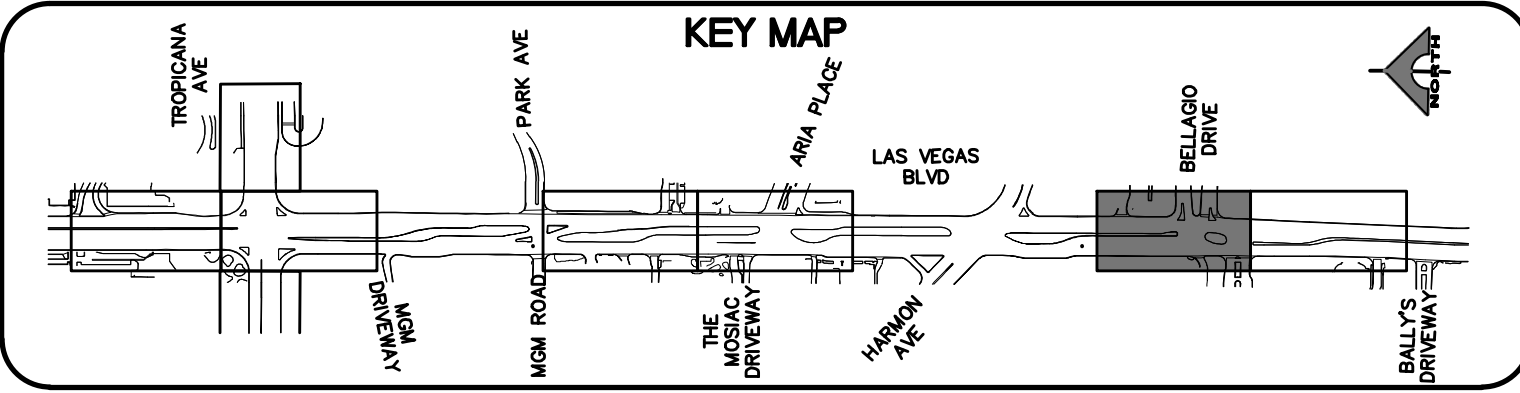 KEY MAP
TROPICANA
AVE
PARK AVE
ARIA PLACE
LAS VEGAS
BLVD
BELLAGIO
DRIVE
NORTH
MGM
DRIVEWAY
MGM ROAD
THE
MOSIAC
DRIVEWAY
HARMON
AVE
BALLY'S
DRIVEWAY